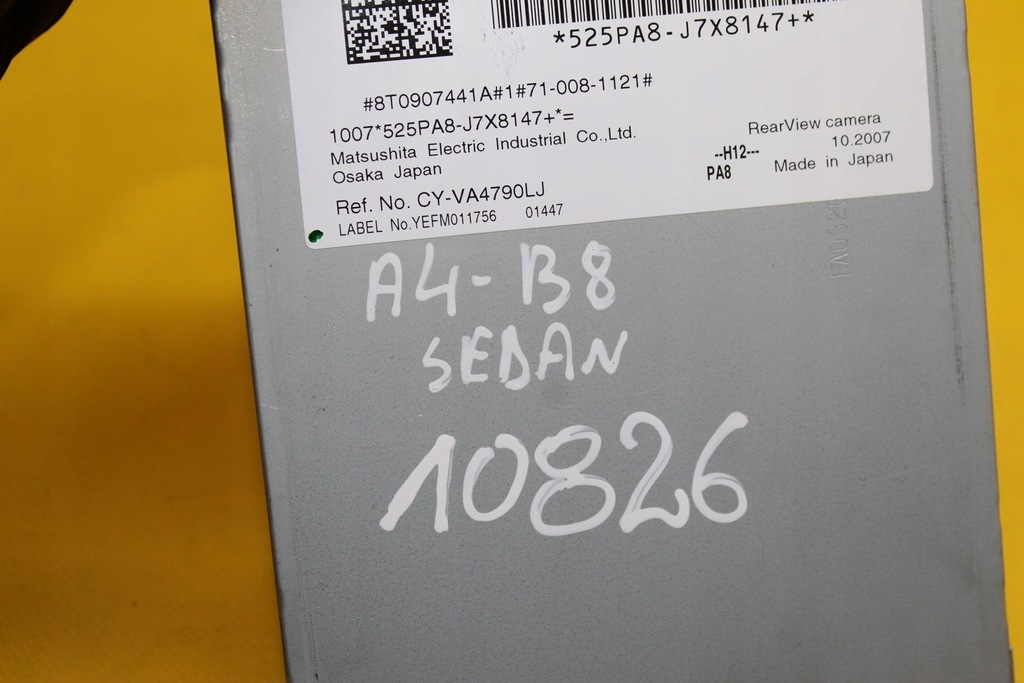 *525PA8-J7X8147+*
#8T0907441A#1#71-008-1121#
1007*525PA8-J7X8147+*=
Matsushita Electric Industrial Co.,Ltd.
Osaka Japan
RearView camera
10.2007
--H12---
PA8
Made in Japan
Ref. No. CY-VA4790LJ
LABEL No.YEFM011756 01447
A4-B8
SEDAN
10826